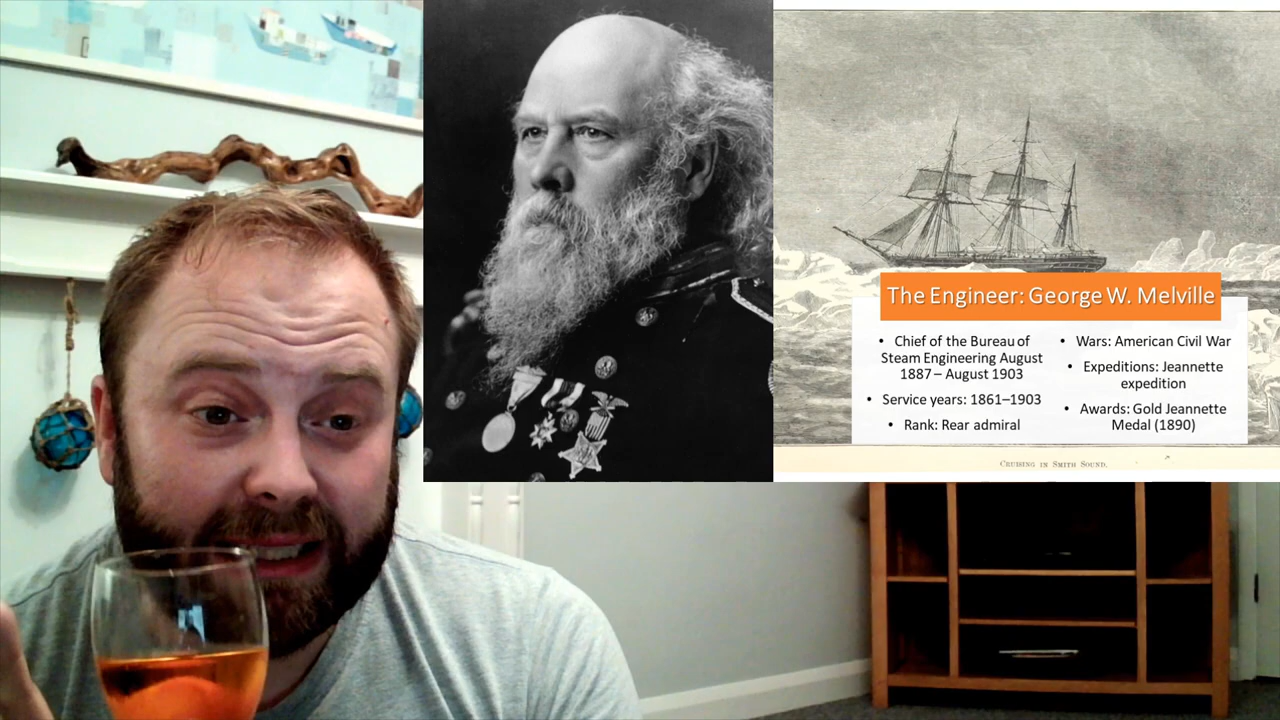 The Engineer: George W. Melville
• Chief of the Bureau of
Steam Engineering August
1887 – August 1903
• Service years: 1861–1903
• Rank: Rear admiral
• Wars: American Civil War
• Expeditions: Jeannette
expedition
• Awards: Gold Jeannette
Medal (1890)
Cruising in Smith Sound.